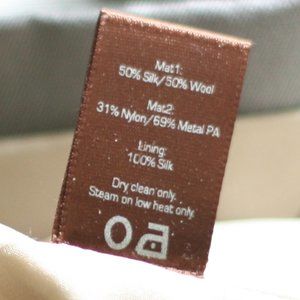 Mat1:
50% Silk/50% Wool
Mat2:
31% Nylon/69% Metal PA
Lining:
100% Silk
Dry clean only.
Steam on low heat only.